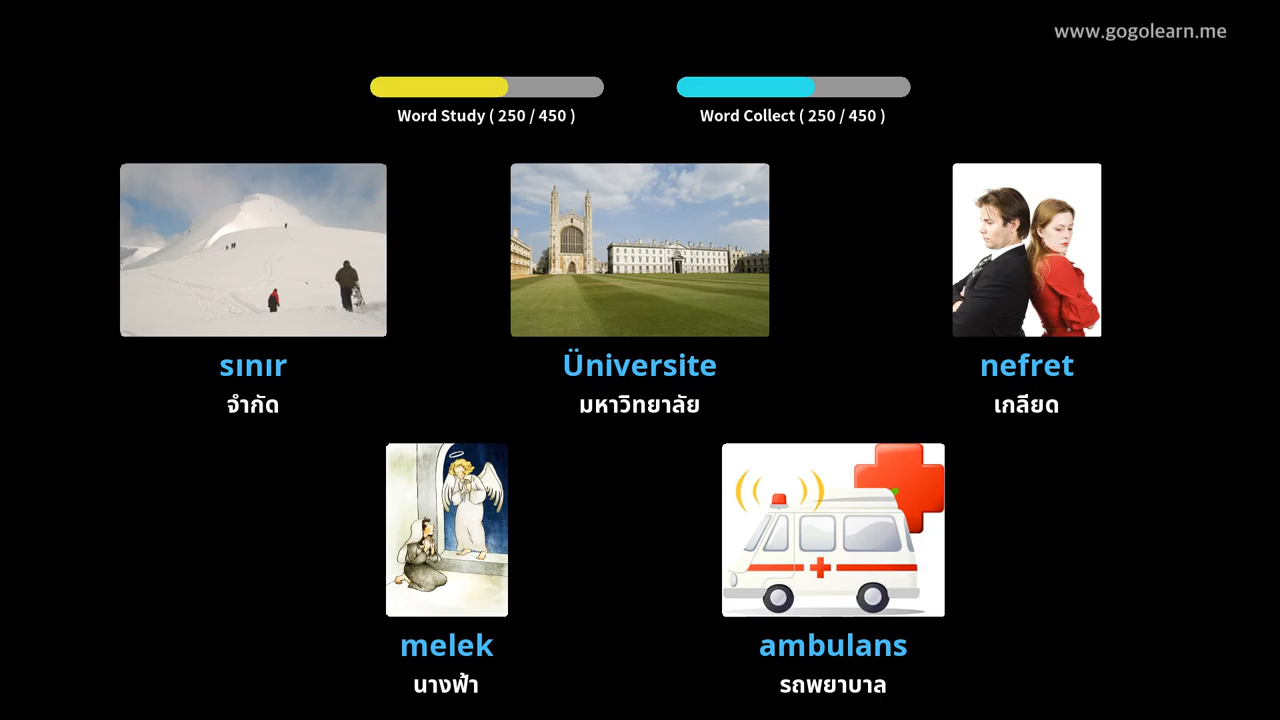 www.gogolearn.me
Word Study ( 250 / 450 )
Word Collect ( 250 / 450 )
sınır
จำกัด
Üniversite
มหาวิทยาลัย
nefret
เกลียด
melek
นางฟ้า
ambulans
รถพยาบาล